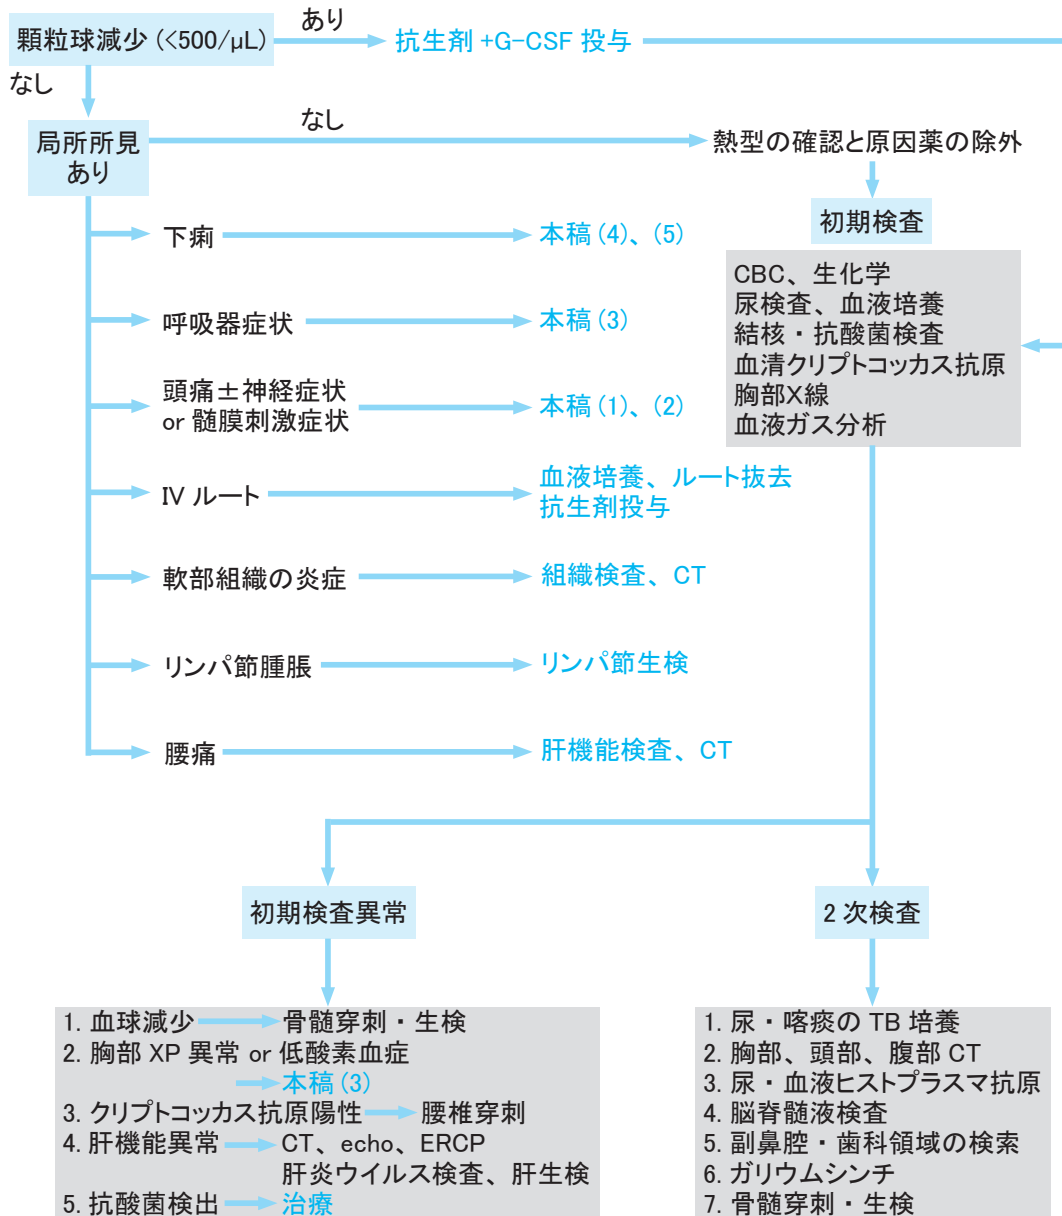 顆粒球減少 (<500/μL)
あり
抗生剤 +G-CSF 投与
なし
局所所見
あり
なし
熱型の確認と原因薬の除外
初期検査
CBC、生化学
尿検査、血液培養
結核・抗酸菌検査
血清クリプトコッカス抗原
胸部X線
血液ガス分析
下痢
本稿 (4)、(5)
呼吸器症状
本稿 (3)
頭痛±神経症状
or 髄膜刺激症状
本稿 (1)、(2)
IV ルート
血液培養、ルート抜去
抗生剤投与
軟部組織の炎症
組織検査、CT
リンパ節腫脹
リンパ節生検
腰痛
肝機能検査、CT
初期検査異常
1. 血球減少 骨髄穿刺・生検
2. 胸部 XP 異常 or 低酸素血症
本稿 (3)
3. クリプトコッカス抗原陽性 腰椎穿刺
4. 肝機能異常 CT、echo、ERCP
肝炎ウイルス検査、肝生検
5. 抗酸菌検出 治療
2 次検査
1. 尿・喀痰の TB 培養
2. 胸部、頭部、腹部 CT
3. 尿・血液ヒストプラスマ抗原
4. 脳脊髄液検査
5. 副鼻腔・歯科領域の検索
6. ガリウムシンチ
7. 骨髄穿刺・生検